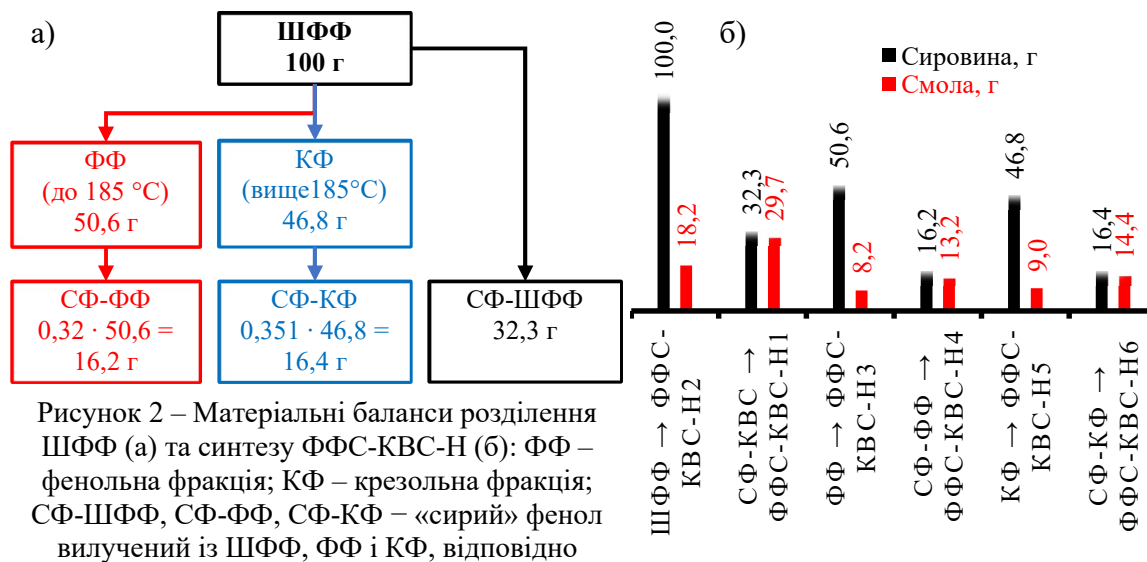 а)
ШФФ
100 г
ФФ
(до 185 °С)
50,6 г
КФ
(вище185°С)
46,8 г
СФ-ФФ
0,32 · 50,6 =
16,2 г
СФ-КФ
0,351 · 46,8 =
16,4 г
СФ-ШФФ
32,3 г
Рисунок 2 – Матеріальні баланси розділення
ШФФ (а) та синтезу ФФС-КВС-Н (б): ФФ –
фенольна фракція; КФ – крезольна фракція;
СФ-ШФФ, СФ-ФФ, СФ-КФ − «сирий» фенол
вилучений із ШФФ, ФФ і КФ, відповідно
б)
Сировина, г
Смола, г
100,0
18,2
32,3
29,7
50,6
8,2
16,2
13,2
46,8
9,0
16,4
14,4
ШФФ → ФФС-
КВС-Н2
СФ-КВС →
ФФС-КВС-Н1
ФФ → ФФС-
КВС-Н3
СФ-ФФ →
ФФС-КВС-Н4
КФ → ФФС-
КВС-Н5
СФ-КФ →
ФФС-КВС-Н6